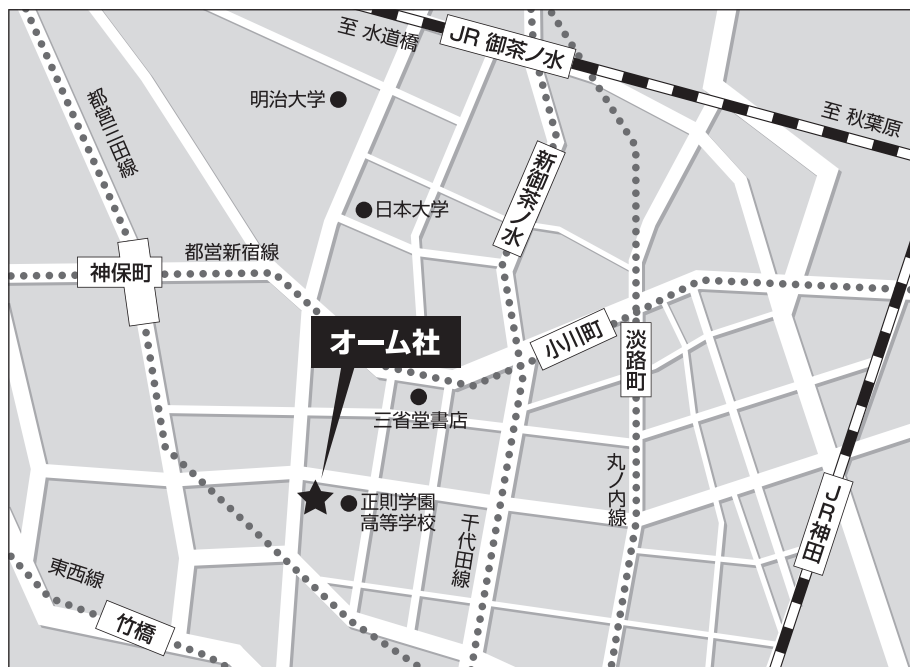 至 水道橋
JR 御茶ノ水
明治大学
至 秋葉原
都営三田線
新御茶ノ水
日本大学
都営新宿線
神保町
オーム社
小川町
淡路町
三省堂書店
丸ノ内線
正則学園
高等学校
千代田線
JR神田
東西線
竹橋